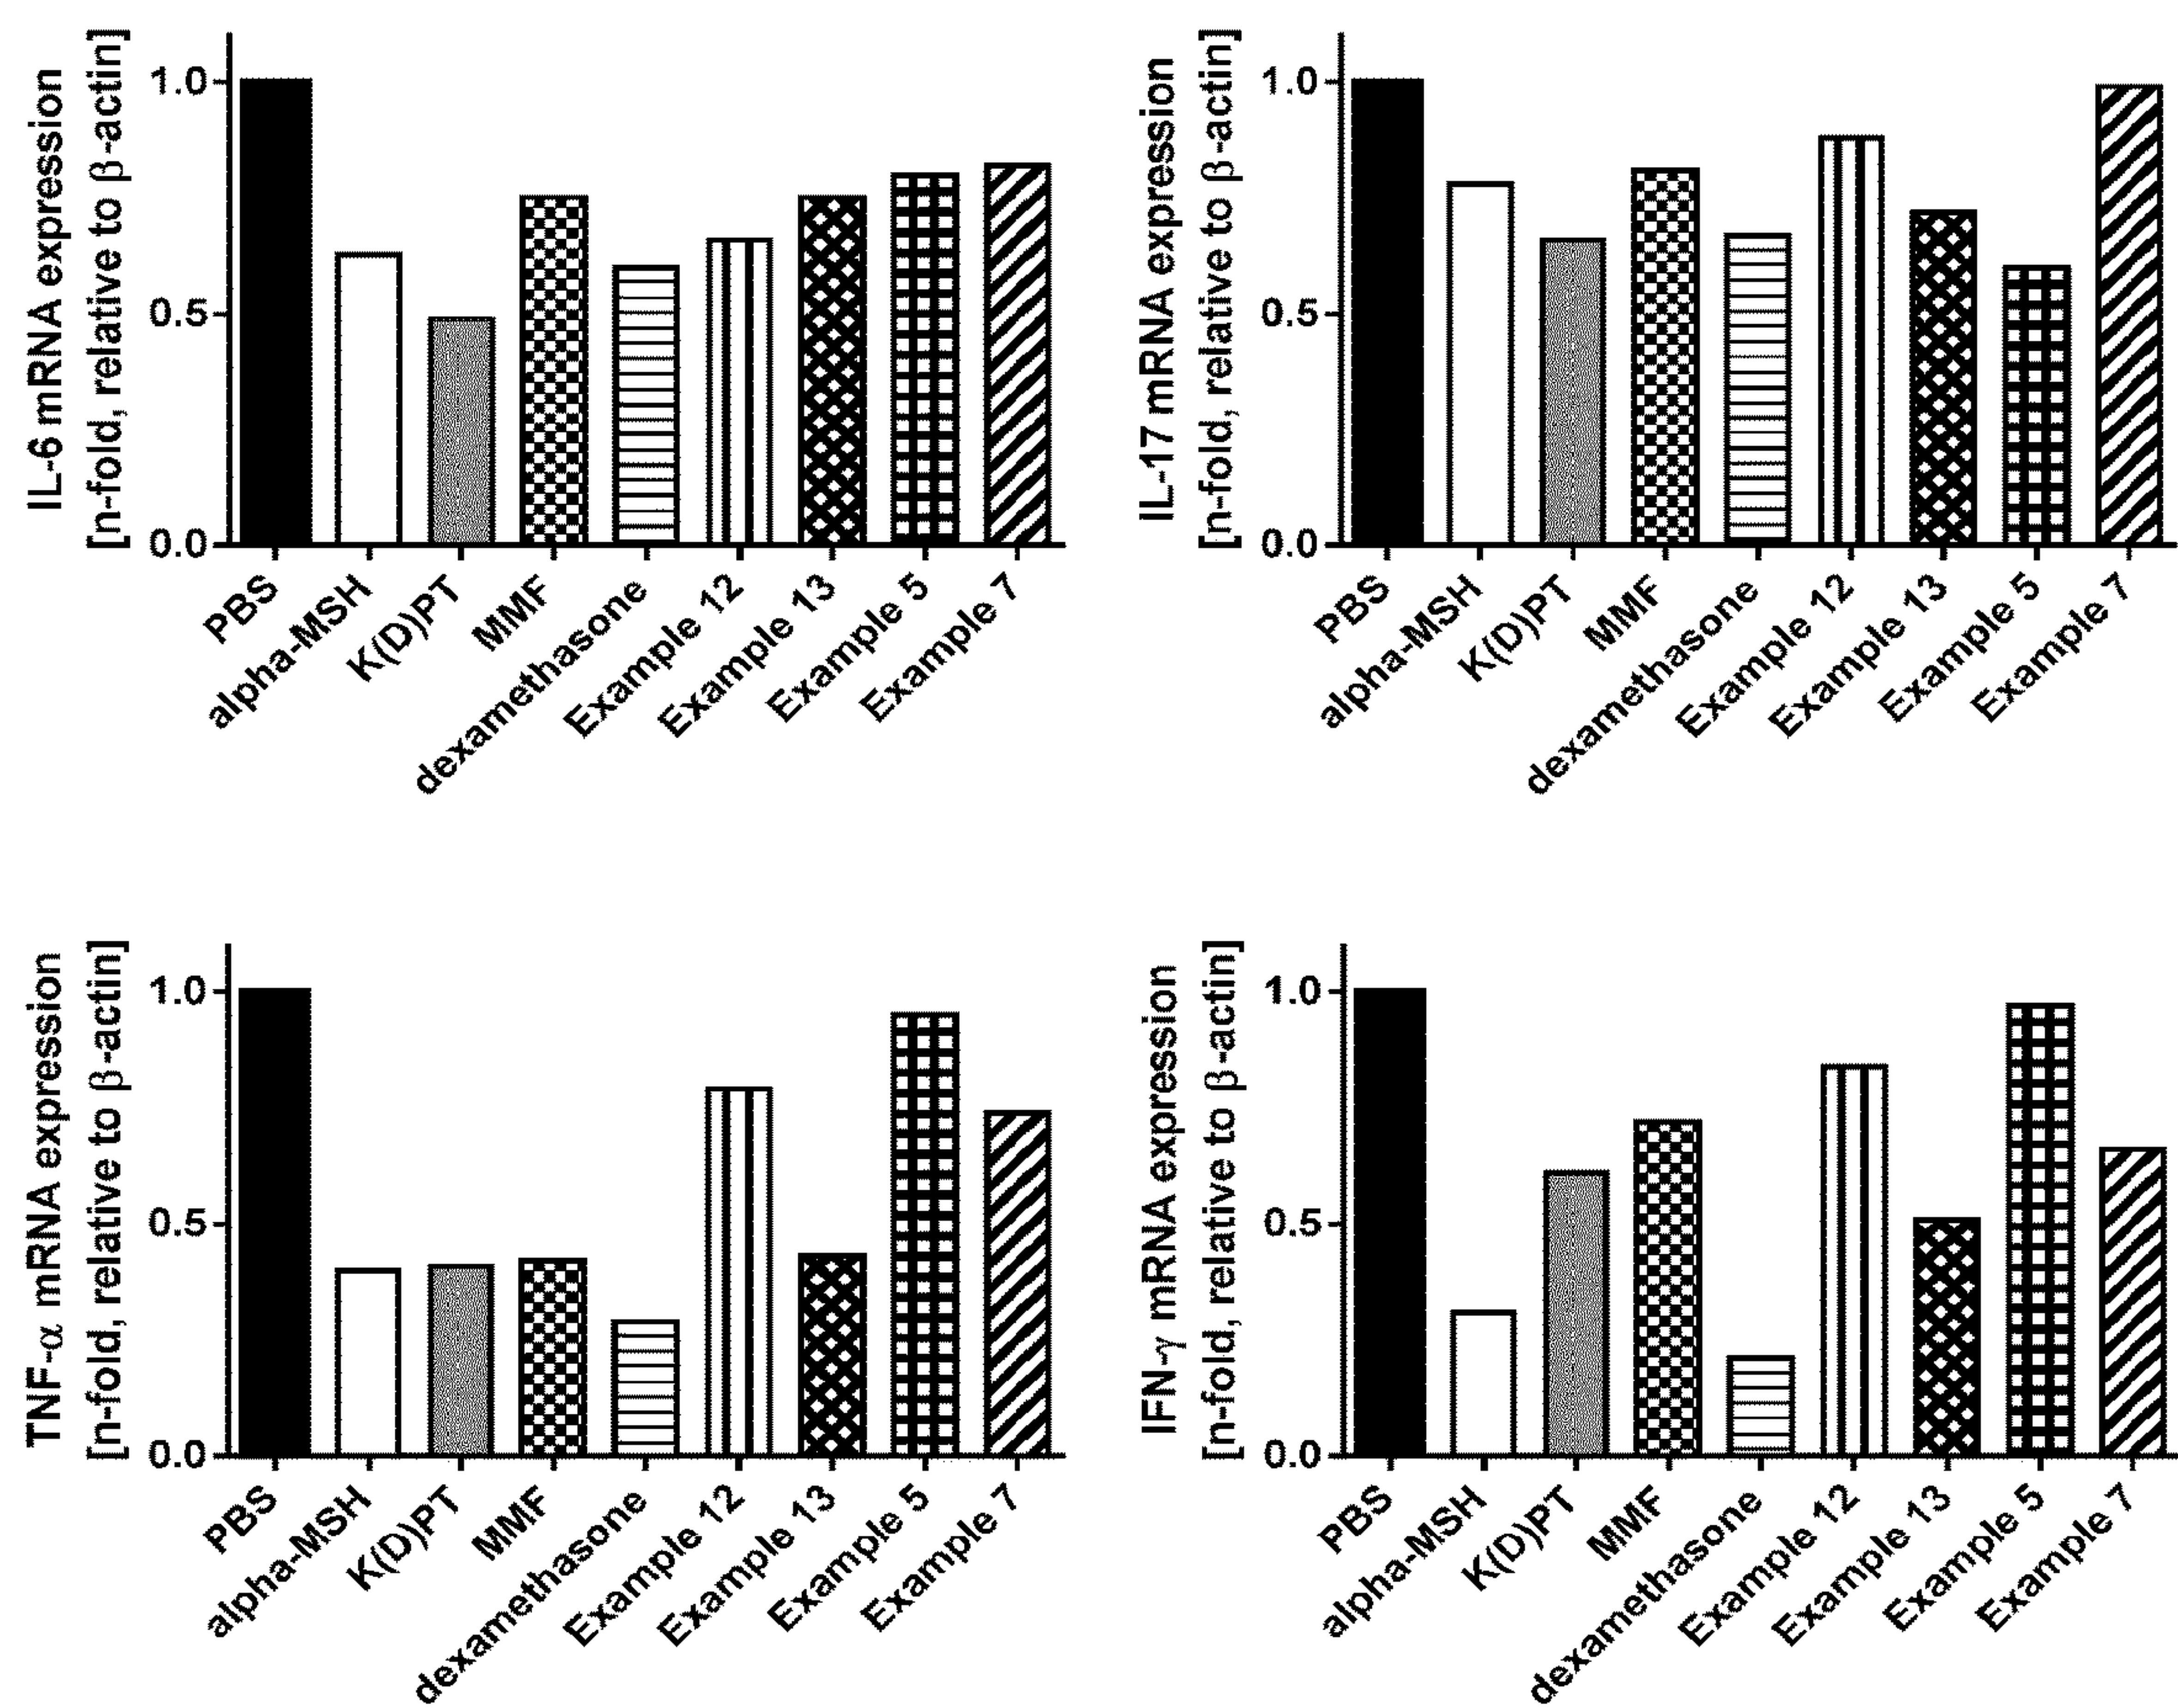 IL-6 mRNA expression
[n-fold, relative to β-actin]
1.0
0.5
0.0
PBS
alpha-MSH
K(D)PT
MMF
dexamethasone
Example 12
Example 13
Example 5
Example 7
IL-17 mRNA expression
[n-fold, relative to β-actin]
1.0
0.5
0.0
PBS
alpha-MSH
K(D)PT
MMF
dexamethasone
Example 12
Example 13
Example 5
Example 7
TNF-α mRNA expression
[n-fold, relative to β-actin]
1.0
0.5
0.0
PBS
alpha-MSH
K(D)PT
MMF
dexamethasone
Example 12
Example 13
Example 5
Example 7
IFN-γ mRNA expression
[n-fold, relative to β-actin]
1.0
0.5
0.0
PBS
alpha-MSH
K(D)PT
MMF
dexamethasone
Example 12
Example 13
Example 5
Example 7